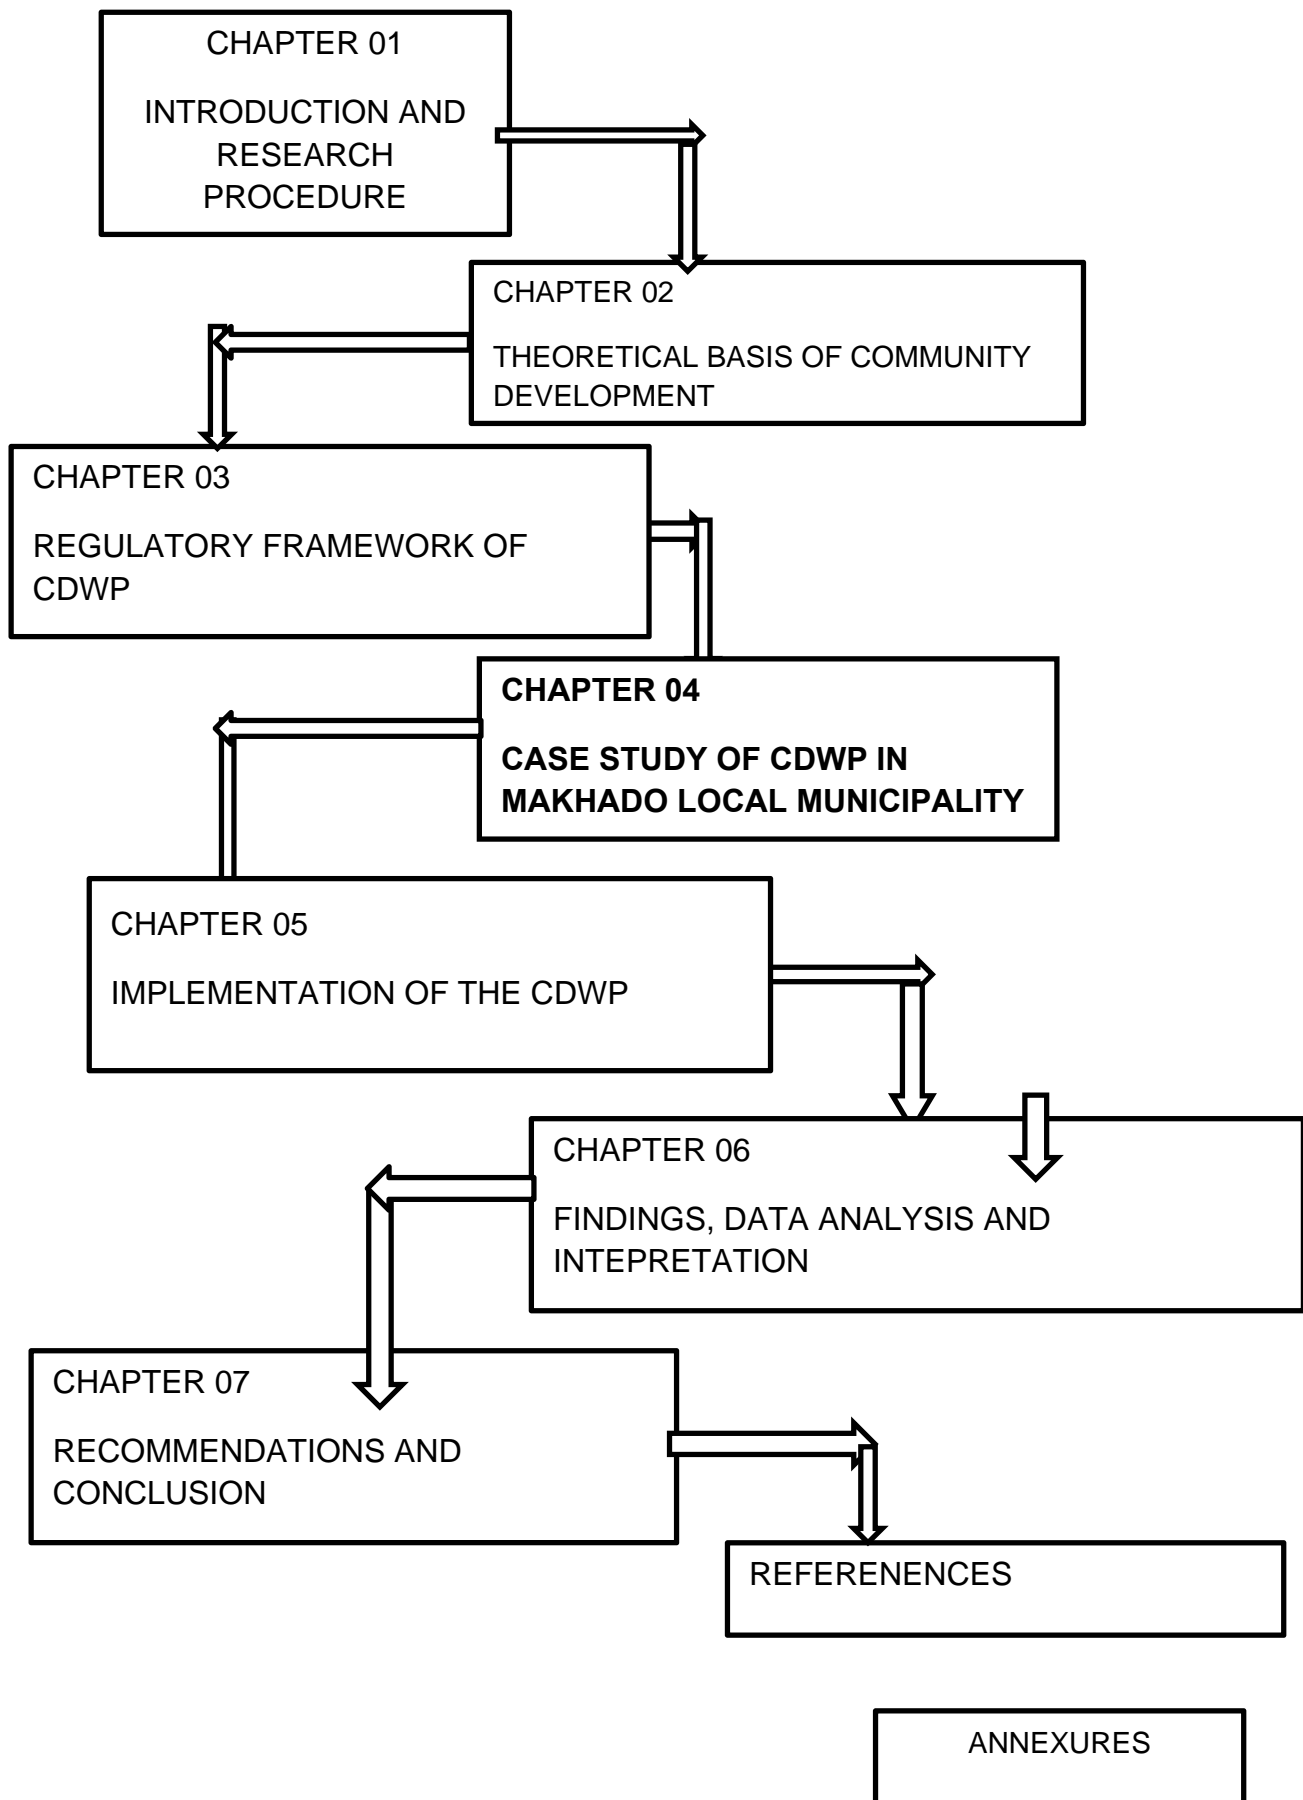 CHAPTER 01
INTRODUCTION AND
RESEARCH
PROCEDURE
CHAPTER 02
THEORETICAL BASIS OF COMMUNITY
DEVELOPMENT
CHAPTER 03
REGULATORY FRAMEWORK OF
CDWP
CHAPTER 04
CASE STUDY OF CDWP IN
MAKHADO LOCAL MUNICIPALITY
CHAPTER 05
IMPLEMENTATION OF THE CDWP
CHAPTER 06
FINDINGS, DATA ANALYSIS AND
INTEPRETATION
CHAPTER 07
RECOMMENDATIONS AND
CONCLUSION
REFERENENCES
ANNEXURES